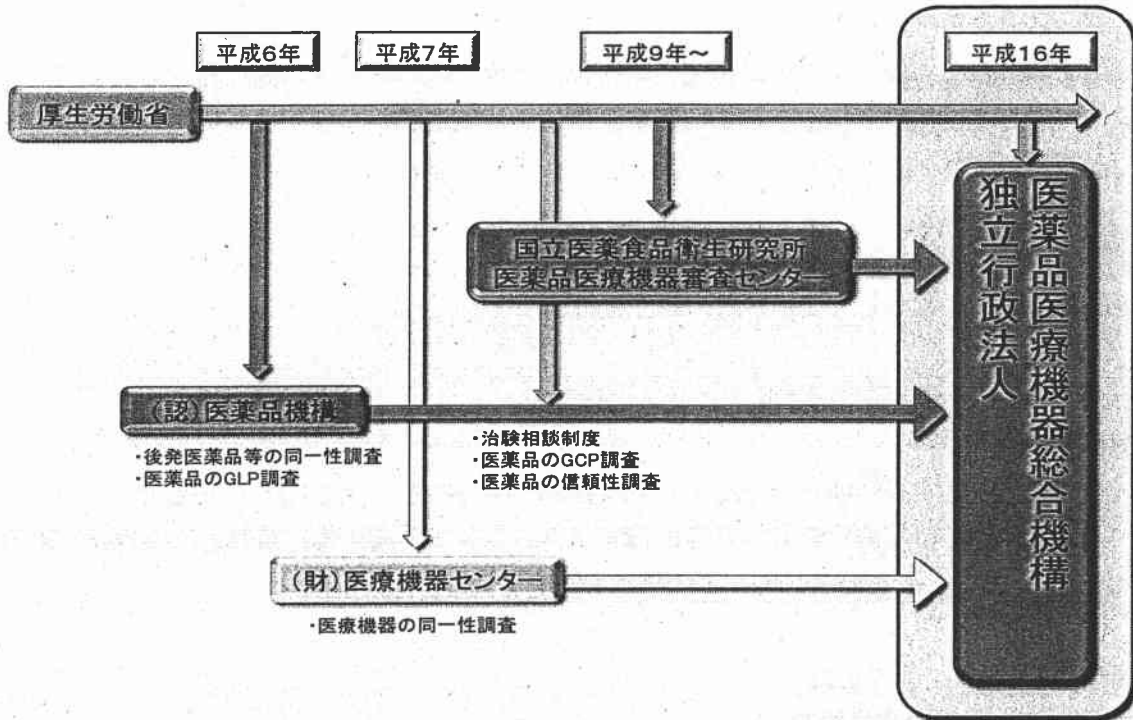 平成6年
平成7年
平成9年～
平成16年
厚生労働省
国立医薬食品衛生研究所
医薬品医療機器審査センター
独立行政法人
医薬品医療機器総合機構
（認）医薬品機構
・後発医薬品等の同一性調査
・医薬品のGLP調査
・治験相談制度
・医薬品のGCP調査
・医薬品の信頼性調査
（財）医療機器センター
・医療機器の同一性調査